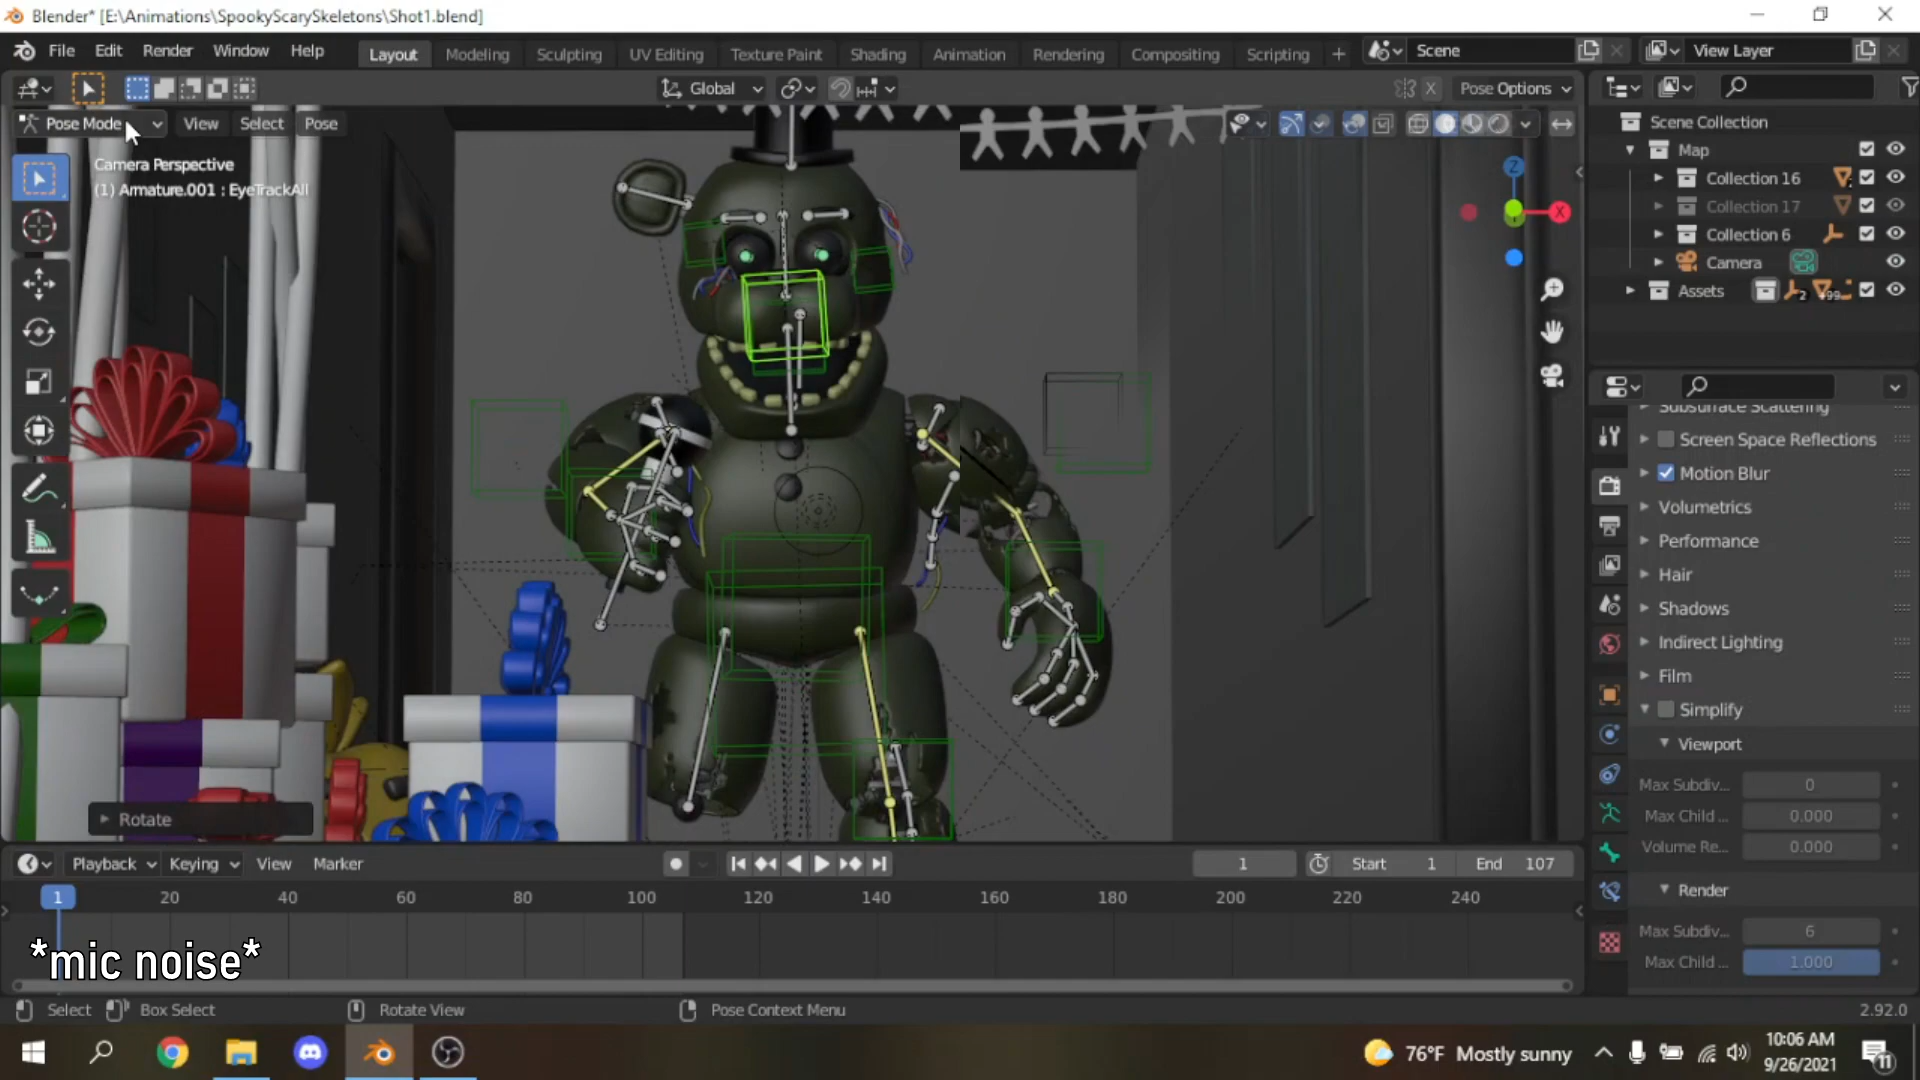 Blender* [E:\Animations\SpookyScarySkeletons\Shot1.blend]
File Edit Render Window Help Layout Modeling Sculpting UV Editing Texture Paint Shading Animation Rendering Compositing Scripting + Scene View Layer
Global Pose Options
Pose Mode View Select Pose
Camera Perspective
(1) Armature.001 : EyeTrackAll
Z
X
Rotate
Scene Collection
Map
Collection 16
Collection 17
Collection 6
Camera
Assets 2 +99
Subsurface Scattering
Screen Space Reflections
Motion Blur
Volumetrics
Performance
Hair
Shadows
Indirect Lighting
Film
Simplify
Viewport
Max Subdiv... 0
Max Child ... 0.000
Volume Re... 0.000
Render
Max Subdiv... 6
Max Child ... 1.000
Playback Keying View Marker 1 Start 1 End 107
1 20 40 60 80 100 120 140 160 180 200 220 240
*mic noise*
Select Box Select Rotate View Pose Context Menu 2.92.0
76°F Mostly sunny 10:06 AM
9/26/2021 11